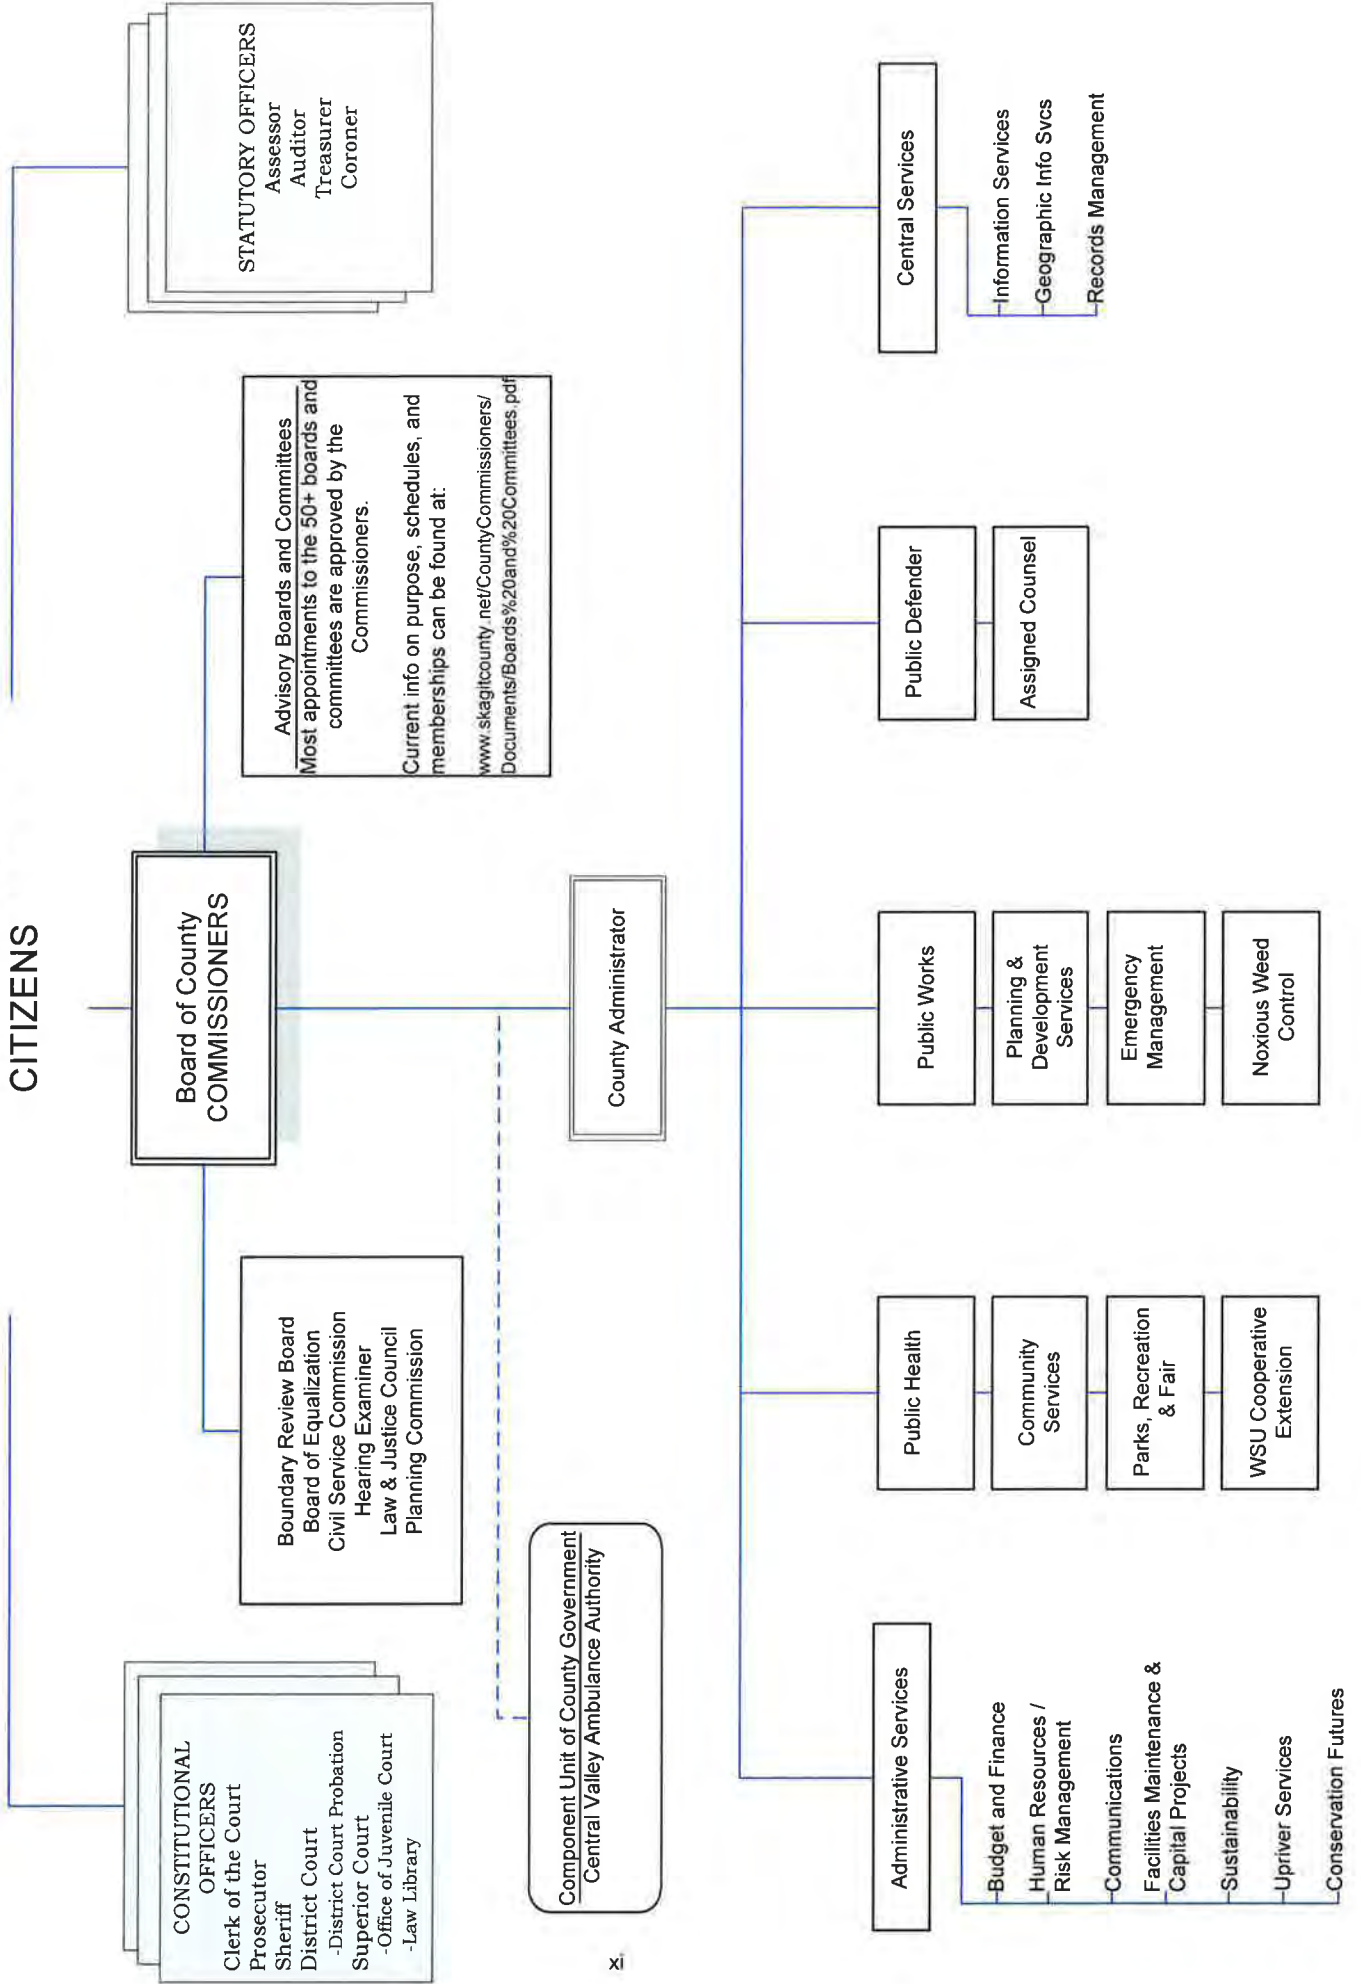 CITIZENS
CONSTITUTIONAL
OFFICERS
Clerk of the Court
Prosecutor
Sheriff
District Court
-District Court Probation
Superior Court
-Office of Juvenile Court
-Law Library
Boundary Review Board
Board of Equalization
Civil Service Commission
Hearing Examiner
Law & Justice Council
Planning Commission
Board of County
COMMISSIONERS
Advisory Boards and Committees
Most appointments to the 50+ boards and
committees are approved by the
Commissioners.
Current info on purpose, schedules, and
memberships can be found at:
www.skagitcounty.net/CountyCommissioners/
Documents/Boards%20and%20Committees.pdf
STATUTORY OFFICERS
Assessor
Auditor
Treasurer
Coroner
Component Unit of County Government
Central Valley Ambulance Authority
County Administrator
Administrative Services
Budget and Finance
Human Resources /
Risk Management
Communications
Facilities Maintenance &
Capital Projects
Sustainability
Upriver Services
Conservation Futures
Public Health
Community
Services
Parks, Recreation
& Fair
WSU Cooperative
Extension
Public Works
Planning &
Development
Services
Emergency
Management
Noxious Weed
Control
Public Defender
Assigned Counsel
Central Services
Information Services
Geographic Info Svcs
Records Management
xi